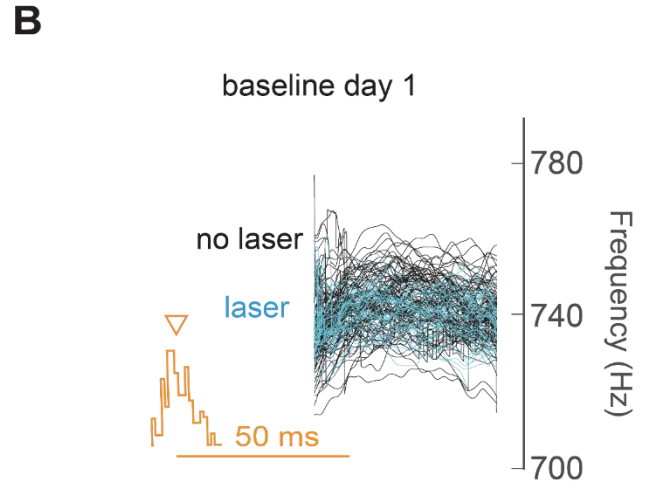 B
baseline day 1
780
no laser
laser
740
50 ms
700
Frequency (Hz)